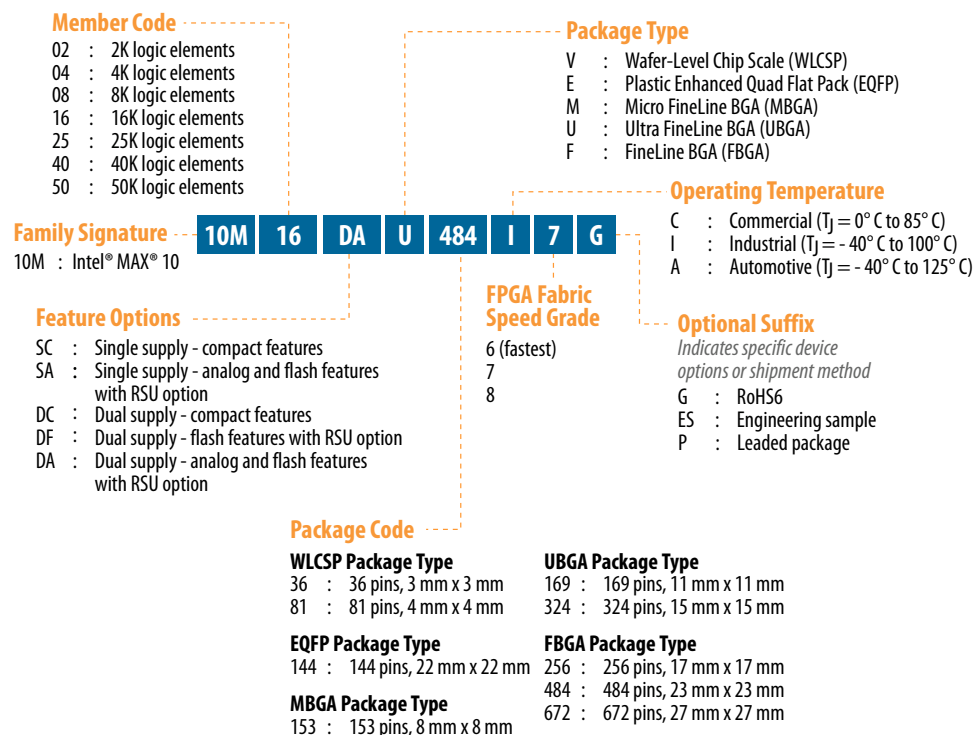 Member Code
02 : 2K logic elements
04 : 4K logic elements
08 : 8K logic elements
16 : 16K logic elements
25 : 25K logic elements
40 : 40K logic elements
50 : 50K logic elements
Package Type
V : Wafer-Level Chip Scale (WLCSP)
E : Plastic Enhanced Quad Flat Pack (EQFP)
M : Micro FineLine BGA (MBGA)
U : Ultra FineLine BGA (UBGA)
F : FineLine BGA (FBGA)
Operating Temperature
C : Commercial (TJ = 0° C to 85° C)
I : Industrial (TJ = - 40° C to 100° C)
A : Automotive (TJ = - 40° C to 125° C)
Family Signature
10M : Intel® MAX® 10
10M 16 DA U 484 I 7 G
Feature Options
SC : Single supply - compact features
SA : Single supply - analog and flash features
with RSU option
DC : Dual supply - compact features
DF : Dual supply - flash features with RSU option
DA : Dual supply - analog and flash features
with RSU option
FPGA Fabric
Speed Grade
6 (fastest)
7
8
Optional Suffix
Indicates specific device
options or shipment method
G : RoHS6
ES : Engineering sample
P : Leaded package
Package Code
WLCSP Package Type
36 : 36 pins, 3 mm x 3 mm
81 : 81 pins, 4 mm x 4 mm
EQFP Package Type
144 : 144 pins, 22 mm x 22 mm
MBGA Package Type
153 : 153 pins, 8 mm x 8 mm
UBGA Package Type
169 : 169 pins, 11 mm x 11 mm
324 : 324 pins, 15 mm x 15 mm
FBGA Package Type
256 : 256 pins, 17 mm x 17 mm
484 : 484 pins, 23 mm x 23 mm
672 : 672 pins, 27 mm x 27 mm